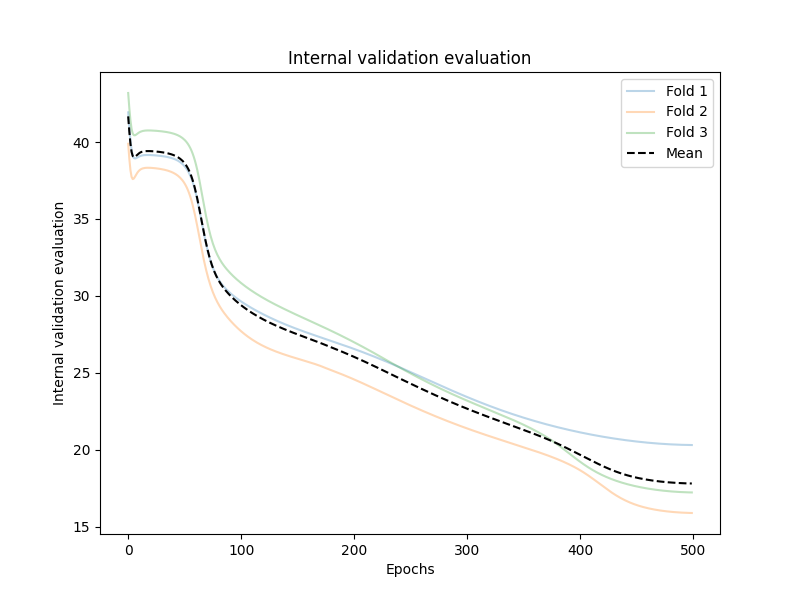 Internal validation evaluation
Fold 1
Fold 2
Fold 3
Mean
Internal validation evaluation
40
35
30
25
20
15
0 100 200 300 400 500
Epochs